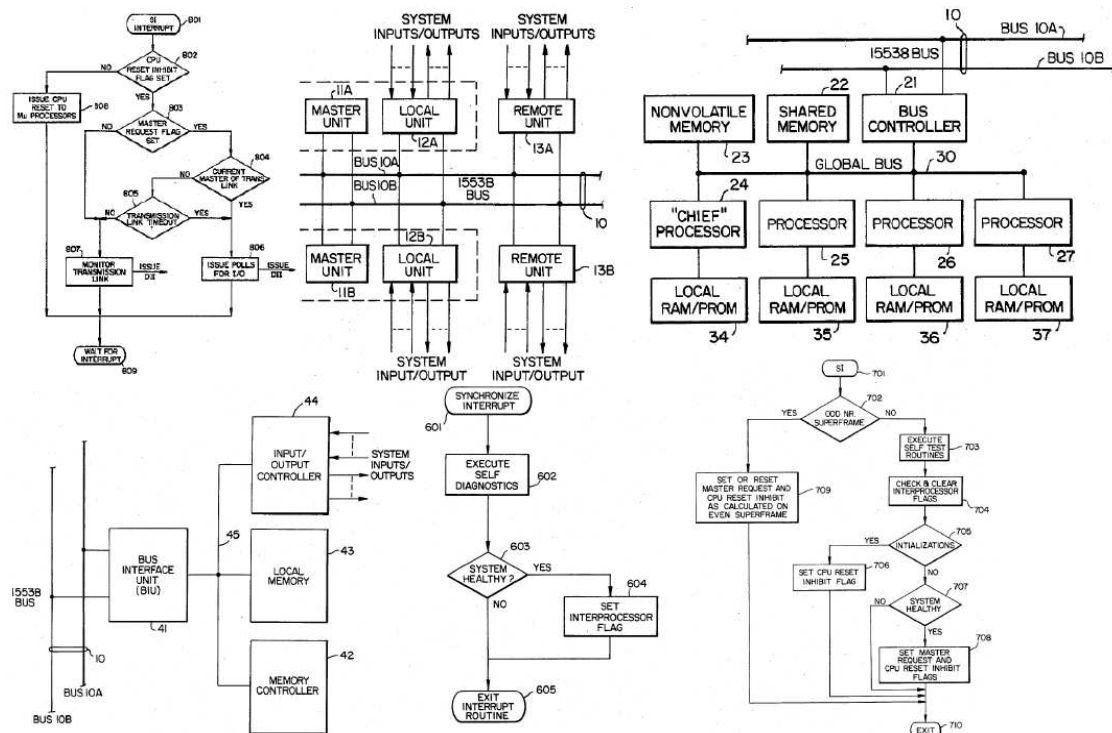 SI
INTERRUPT
801
802
CPU
RESET INHIBIT
FLAG SET
NO
YES
ISSUE CPU
RESET TO
MU PROCESSORS
808
803
MASTER
REQUEST FLAG
SET
NO
YES
804
CURRENT
MASTER OF TRANS
LINK
NO
YES
805
TRANSMISSION
LINK TIMEOUT
NO
YES
807
MONITOR
TRANSMISSION
LINK
ISSUE
806
ISSUE POLLS
FOR I/O
ISSUE
WAIT FOR
INTERRUPT
809
SYSTEM
INPUTS/OUTPUTS
SYSTEM
INPUTS/OUTPUTS
11A
MASTER
UNIT
LOCAL
UNIT
12A
REMOTE
UNIT
13A
BUS 10A
BUS 10B
1553B
BUS
10
12B
MASTER
UNIT
11B
LOCAL
UNIT
REMOTE
UNIT
13B
SYSTEM
INPUT/OUTPUT
SYSTEM
INPUT/OUTPUT
10
BUS 10A
1553B BUS
BUS 10B
22
21
NONVOLATILE
MEMORY
23
SHARED
MEMORY
BUS
CONTROLLER
GLOBAL BUS
30
24
"CHIEF"
PROCESSOR
PROCESSOR
25
PROCESSOR
26
PROCESSOR
27
LOCAL
RAM/PROM
34
LOCAL
RAM/PROM
35
LOCAL
RAM/PROM
36
LOCAL
RAM/PROM
37
44
INPUT/
OUTPUT
CONTROLLER
SYSTEM
INPUTS/
OUTPUTS
45
43
LOCAL
MEMORY
BUS
INTERFACE
UNIT
(BIU)
41
1553B
BUS
10
BUS 10A
BUS 10B
42
MEMORY
CONTROLLER
SYNCHRONIZE
INTERRUPT
601
EXECUTE
SELF
DIAGNOSTICS
602
603
SYSTEM
HEALTHY?
YES
NO
604
SET
INTERPROCESSOR
FLAG
EXIT
INTERRUPT
ROUTINE
605
SI
701
702
ODD NR.
SUPERFRAME
YES
NO
EXECUTE
SELF TEST
ROUTINES
703
SET OR RESET
MASTER REQUEST AND
CPU RESET INHIBIT
AS CALCULATED ON
EVEN SUPERFRAME
709
CHECK & CLEAR
INTERPROCESSOR
FLAGS
704
705
INTIALIZATIONS
YES
NO
SET CPU RESET
INHIBIT FLAG
706
707
SYSTEM
HEALTHY
NO
YES
708
SET MASTER
REQUEST AND
CPU RESET INHIBIT
FLAGS
EXIT
710